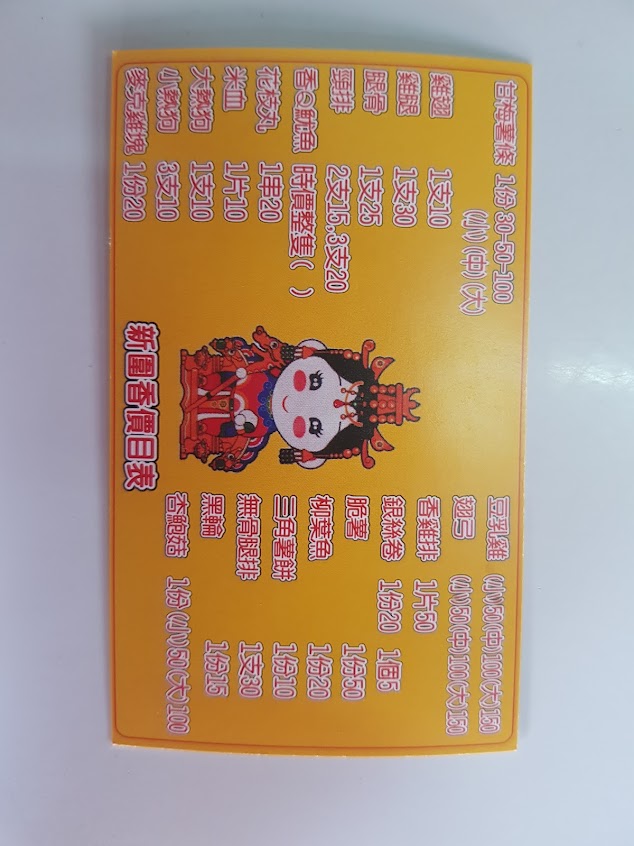 甘梅薯條 1份 30-50-100
(小) (中) (大)
雞翅 1支10
雞腿 1支30
腿骨 1支25
排 2支15.3支20
香Q魷魚 時價整隻( )
花枝丸 1串20
米血 1片10
大熱狗 1支10
小熱狗 3支10
麥克雞塊 1份20
豆乳雞 (小)50(中)100(大)150
翅弓 (小)50(中)100(大)150
香雞排 1片50
銀絲卷 1份20 1個5
脆薯 1份50
柳葉魚 1份20
三角薯餅 1份10
無骨腿排 1支30
黑輪 1份15
杏鮑菇 1份(小)50(大)100
新圍香價目表